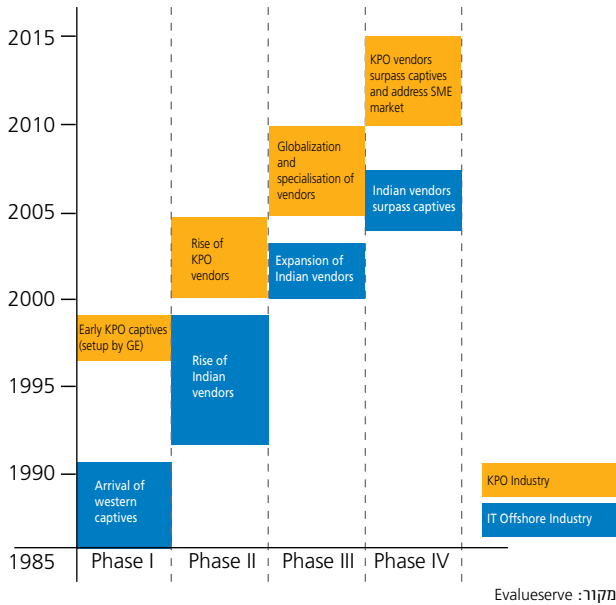 2015
2010
2005
2000
1995
1990
1985
KPO vendors
surpass captives
and address SME
market
Globalization
and
specialisation of
vendors
Indian vendors
surpass captives
Rise of
KPO
vendors
Expansion of
Indian vendors
Early KPO captives
(setup by GE)
Rise of
Indian
vendors
Arrival of
western
captives
KPO Industry
IT Offshore Industry
Phase I
Phase II
Phase III
Phase IV
מקור: Evalueserve